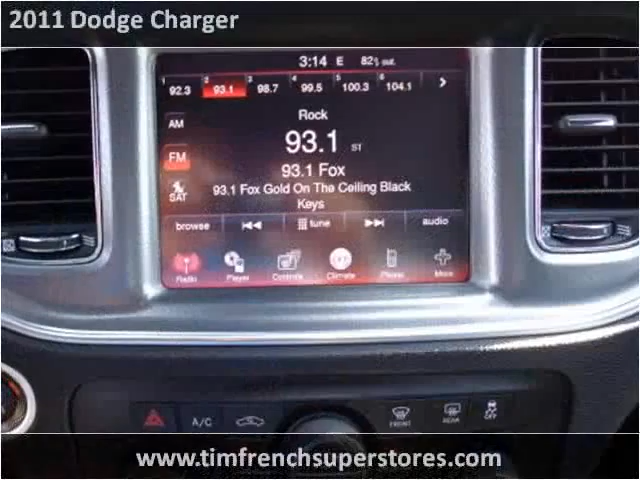 2011 Dodge Charger
3:14 E 82° out.
1 2 3 4 5 6
92.3 93.1 98.7 99.5 100.3 104.1 >
AM
Rock
93.1 ST
FM
93.1 Fox
SAT
93.1 Fox Gold On The Ceiling Black
Keys
browse tune audio
Radio Player Controls Climate Phone More
A/C
FRONT REAR OFF
www.timfrenchsuperstores.com